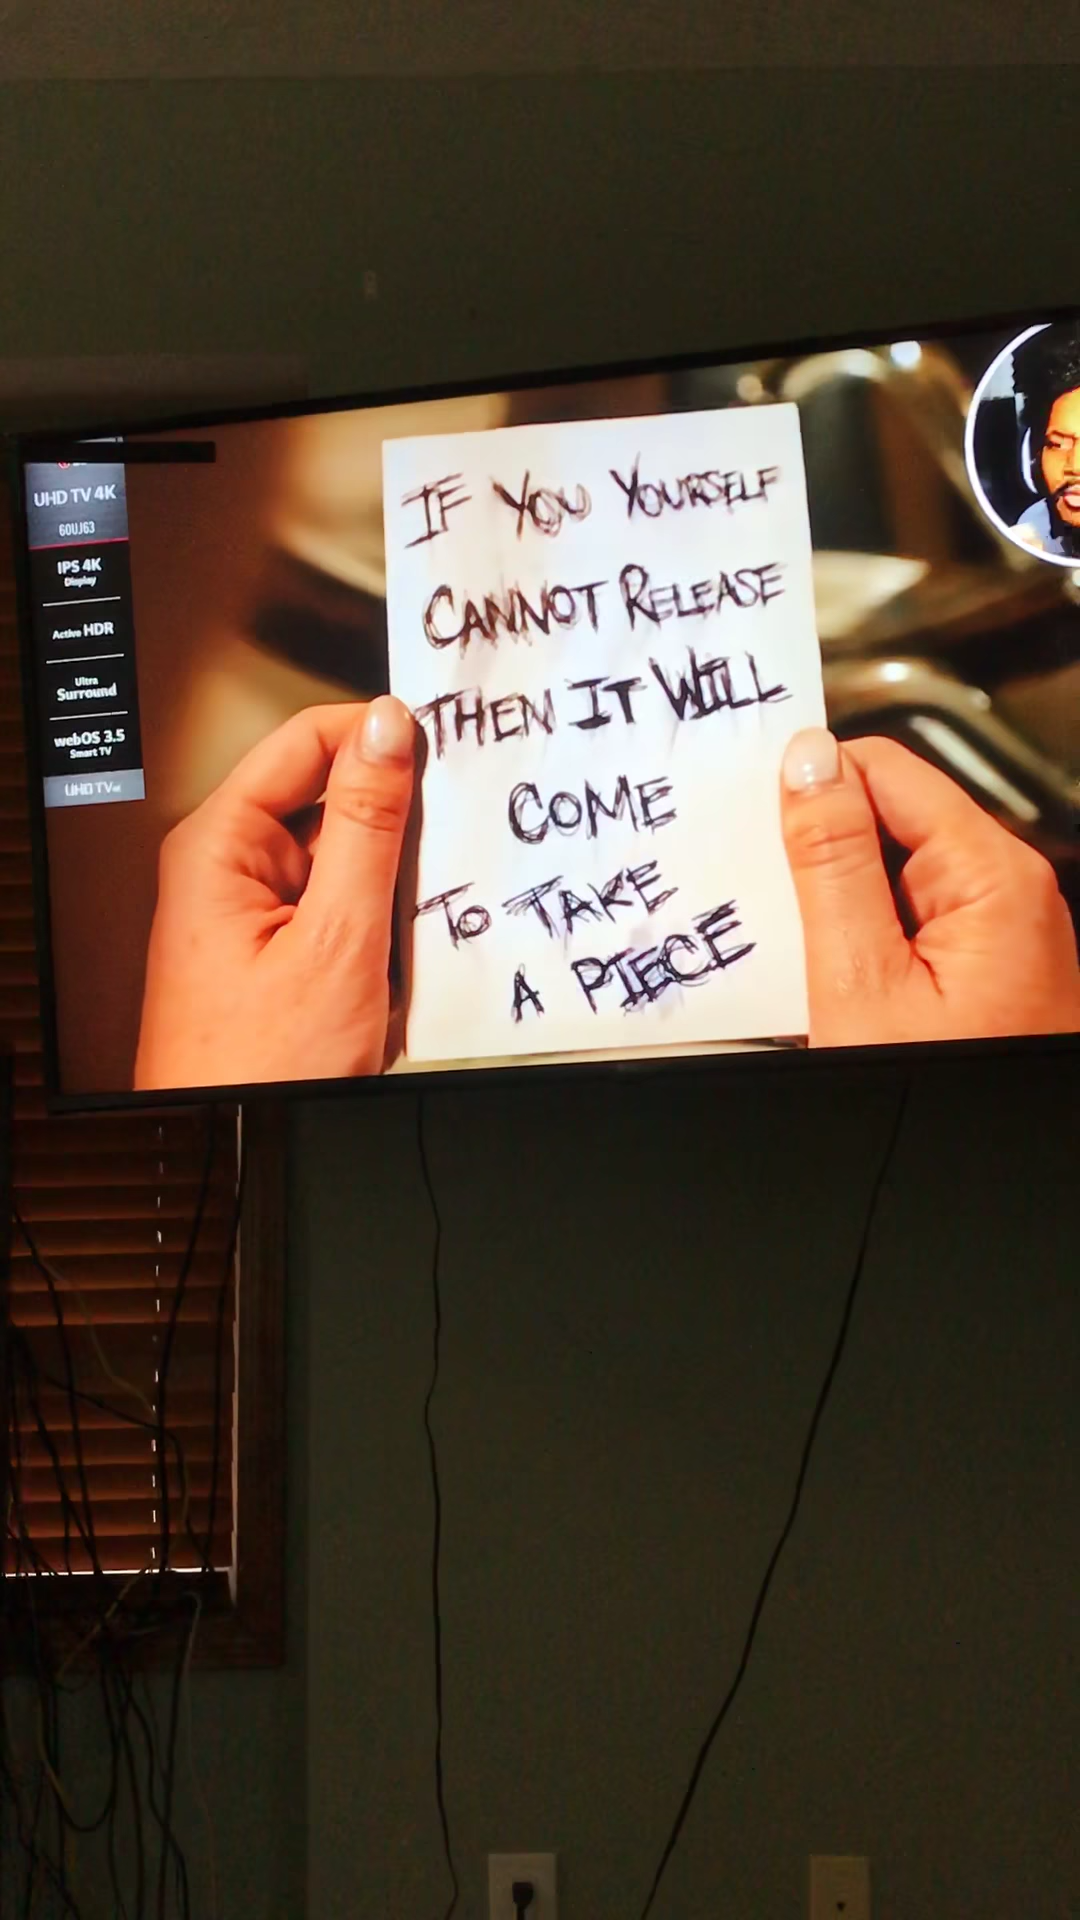 UHD TV 4K
60UJ63
IPS 4K
Display
Active HDR
Ultra
Surround
webOS 3.5
Smart TV
UHD TV 4K
IF YOU YOURSELF
CANNOT RELEASE
THEN IT WILL
COME
TO TAKE
A PIECE